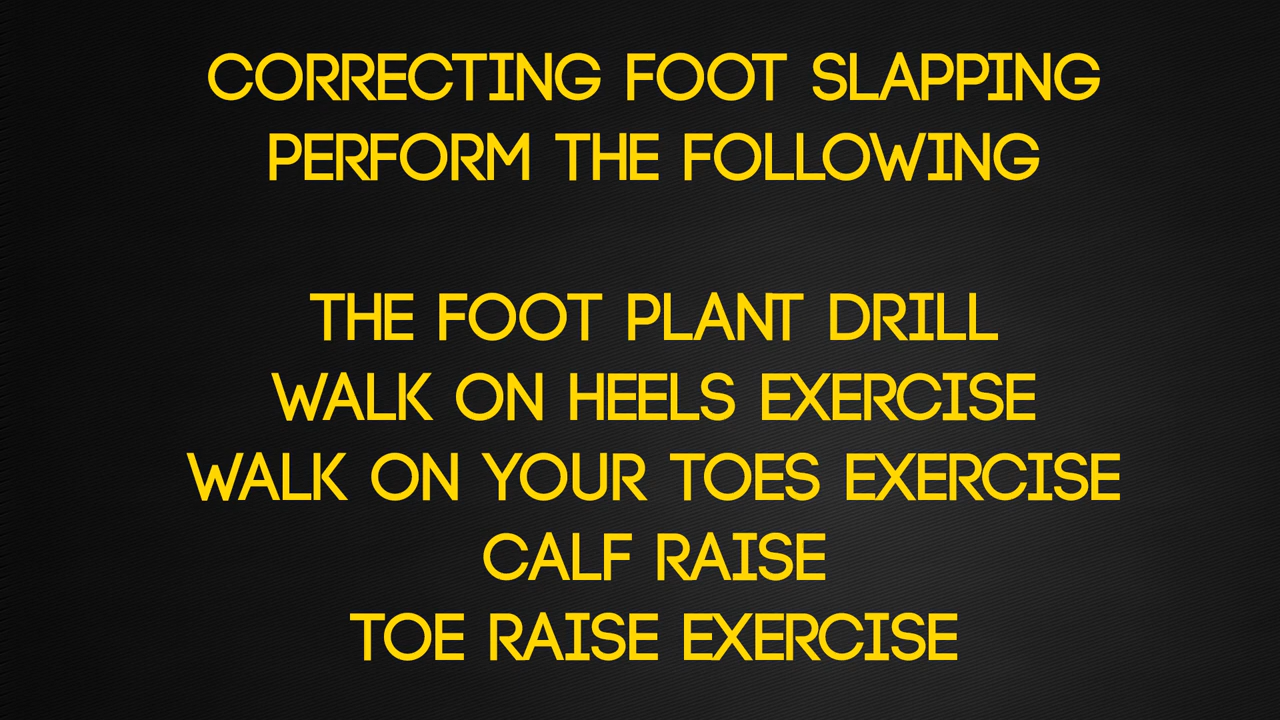 CORRECTING FOOT SLAPPING
PERFORM THE FOLLOWING
THE FOOT PLANT DRILL
WALK ON HEELS EXERCISE
WALK ON YOUR TOES EXERCISE
CALF RAISE
TOE RAISE EXERCISE